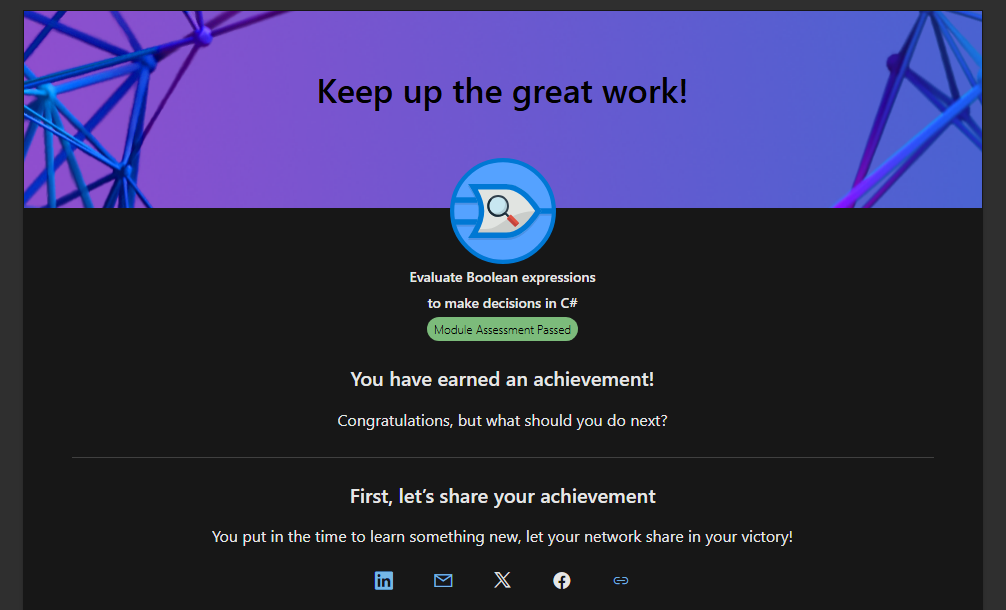 Keep up the great work!
Evaluate Boolean expressions
to make decisions in C#
Module Assessment Passed
You have earned an achievement!
Congratulations, but what should you do next?
First, let’s share your achievement
You put in the time to learn something new, let your network share in your victory!
in